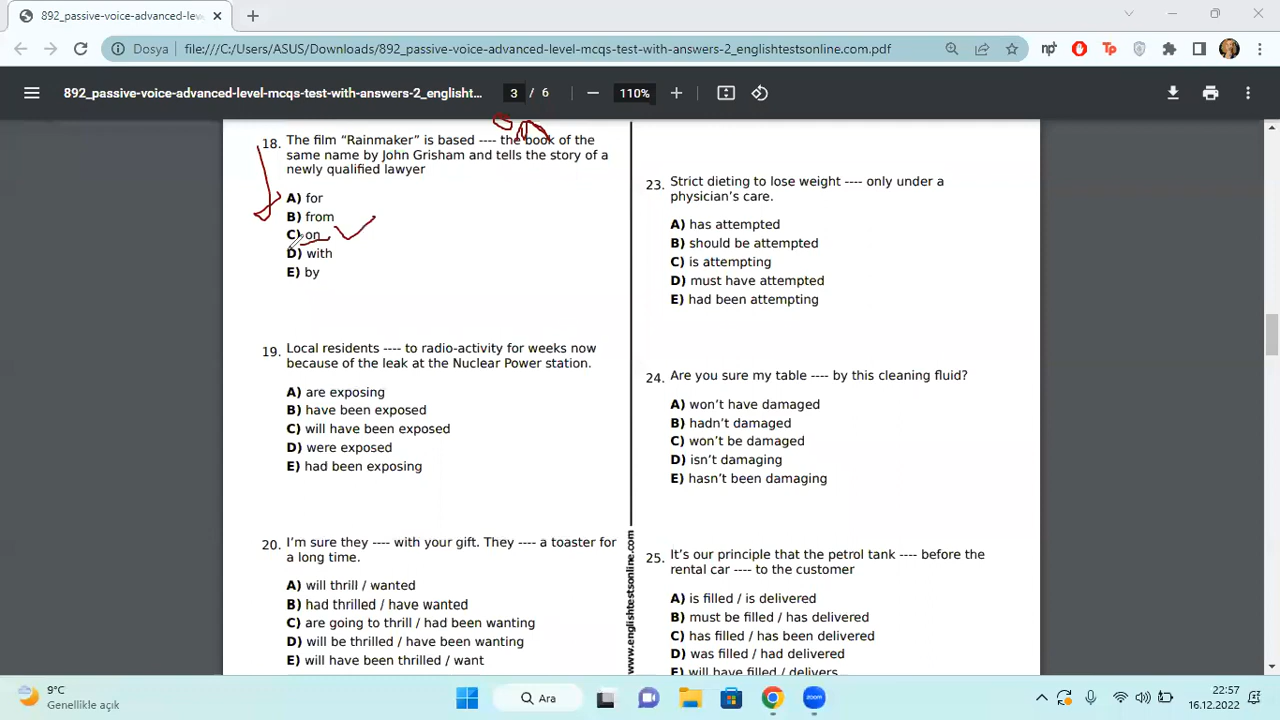 892_passive-voice-advanced-lev
Dosya
file:///C:/Users/ASUS/Downloads/892_passive-voice-advanced-level-mcqs-test-with-answers-2_englishtestsonline.com.pdf
892_passive-voice-advanced-level-mcqs-test-with-answers-2_englisht...
3 / 6
110%
on
18. The film “Rainmaker” is based ---- the book of the
same name by John Grisham and tells the story of a
newly qualified lawyer
A) for
B) from
C) on
D) with
E) by
19. Local residents ---- to radio-activity for weeks now
because of the leak at the Nuclear Power station.
A) are exposing
B) have been exposed
C) will have been exposed
D) were exposed
E) had been exposing
20. I’m sure they ---- with your gift. They ---- a toaster for
a long time.
A) will thrill / wanted
B) had thrilled / have wanted
C) are going to thrill / had been wanting
D) will be thrilled / have been wanting
E) will have been thrilled / want
www.englishtestsonline.com
23. Strict dieting to lose weight ---- only under a
physician’s care.
A) has attempted
B) should be attempted
C) is attempting
D) must have attempted
E) had been attempting
24. Are you sure my table ---- by this cleaning fluid?
A) won’t have damaged
B) hadn’t damaged
C) won’t be damaged
D) isn’t damaging
E) hasn’t been damaging
25. It’s our principle that the petrol tank ---- before the
rental car ---- to the customer
A) is filled / is delivered
B) must be filled / has delivered
C) has filled / has been delivered
D) was filled / had delivered
E) will have filled / delivers
9°C
Genellikle açık
Ara
22:57
16.12.2022